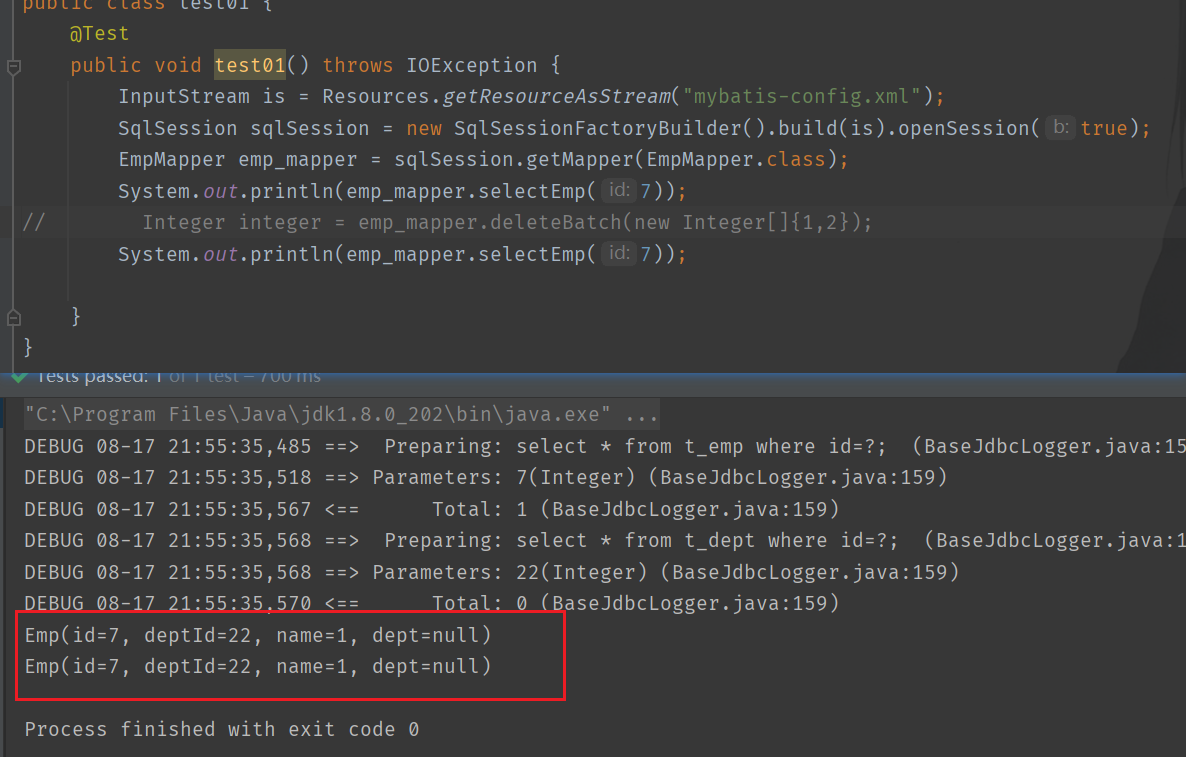 public class test01 {
@Test
public void test01() throws IOException {
InputStream is = Resources.getResourceAsStream("mybatis-config.xml");
SqlSession sqlSession = new SqlSessionFactoryBuilder().build(is).openSession( b: true);
EmpMapper emp_mapper = sqlSession.getMapper(EmpMapper.class);
System.out.println(emp_mapper.selectEmp( id: 7));
// Integer integer = emp_mapper.deleteBatch(new Integer[]{1,2});
System.out.println(emp_mapper.selectEmp( id: 7));
}
}
Tests passed: 1 of 1 test – 700 ms
"C:\Program Files\Java\jdk1.8.0_202\bin\java.exe" ...
DEBUG 08-17 21:55:35,485 ==>  Preparing: select * from t_emp where id=?;  (BaseJdbcLogger.java:15
DEBUG 08-17 21:55:35,518 ==> Parameters: 7(Integer) (BaseJdbcLogger.java:159)
DEBUG 08-17 21:55:35,567 <==      Total: 1 (BaseJdbcLogger.java:159)
DEBUG 08-17 21:55:35,568 ==>  Preparing: select * from t_dept where id=?;  (BaseJdbcLogger.java:1
DEBUG 08-17 21:55:35,568 ==> Parameters: 22(Integer) (BaseJdbcLogger.java:159)
DEBUG 08-17 21:55:35,570 <==      Total: 0 (BaseJdbcLogger.java:159)
Emp(id=7, deptId=22, name=1, dept=null)
Emp(id=7, deptId=22, name=1, dept=null)
Process finished with exit code 0